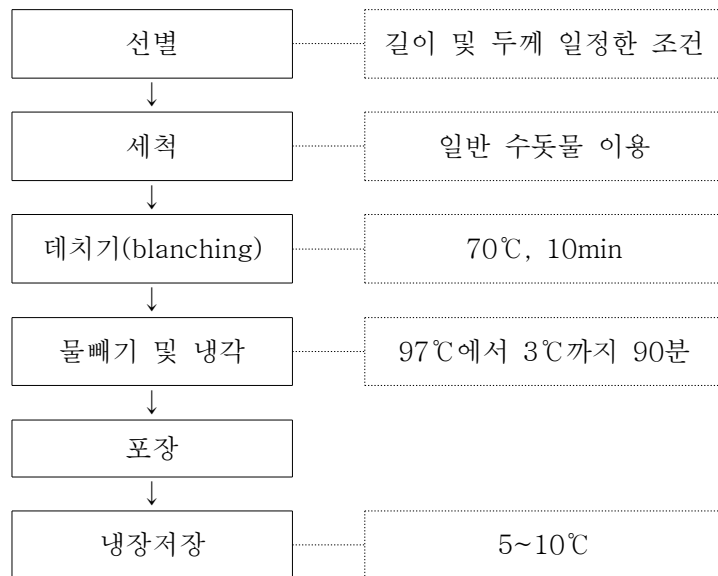 선별
길이 및 두께 일정한 조건
↓
세척
일반 수돗물 이용
↓
데치기(blanching)
70℃, 10min
↓
물빼기 및 냉각
97℃에서 3℃까지 90분
↓
포장
↓
냉장저장
5~10℃